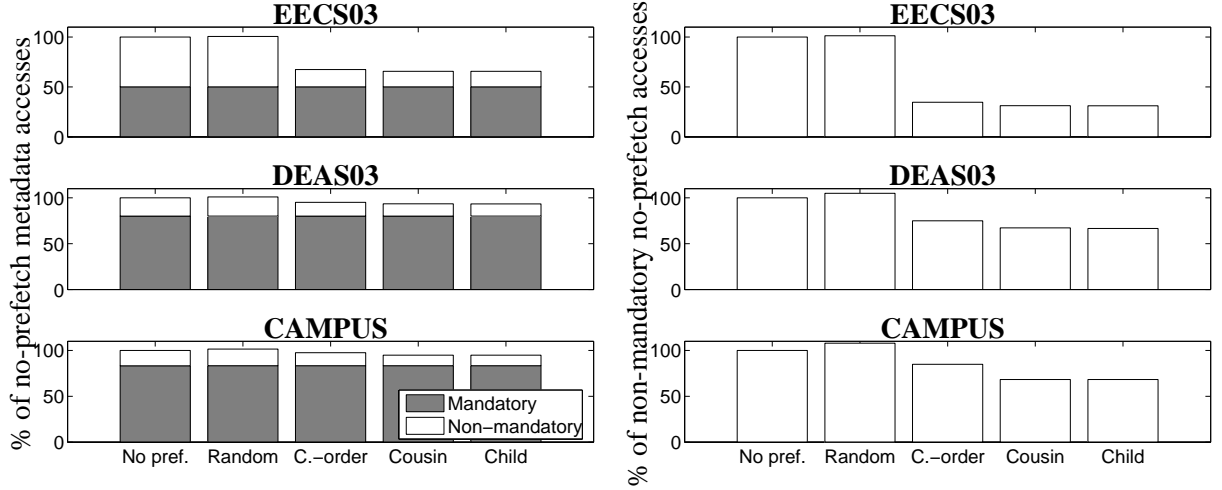 % of no-prefetch metadata accesses
EECS03
100
50
0
DEAS03
100
50
0
CAMPUS
100
50
0
Mandatory
Non-mandatory
No pref.
Random
C.-order
Cousin
Child
% of non-mandatory no-prefetch accesses
EECS03
100
50
0
DEAS03
100
50
0
CAMPUS
100
50
0
No pref.
Random
C.-order
Cousin
Child